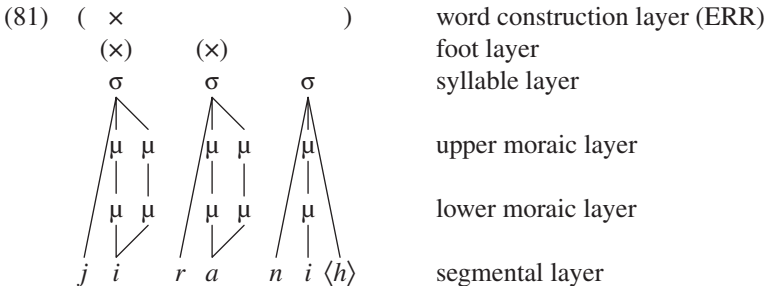 (81) ( × ) word construction layer (ERR)
(×) (×) foot layer
σ σ σ syllable layer
μ μ μ μ μ upper moraic layer
μ μ μ μ μ lower moraic layer
j i r a n i ⟨h⟩ segmental layer